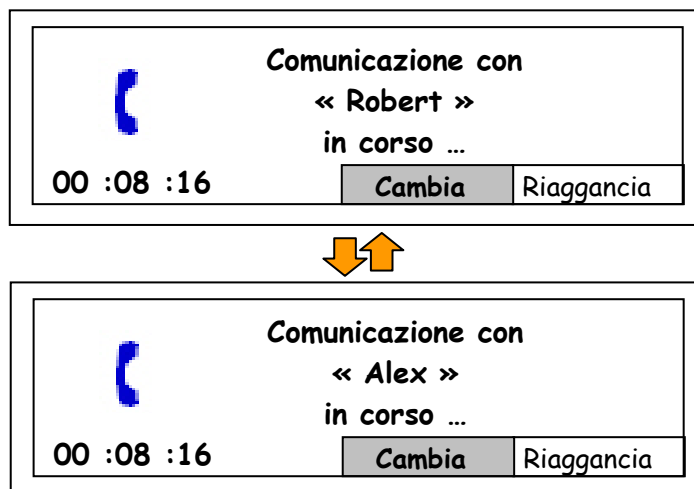 Comunicazione con
« Robert »
in corso …
00 :08 :16 Cambia Riaggancia
Comunicazione con
« Alex »
in corso …
00 :08 :16 Cambia Riaggancia